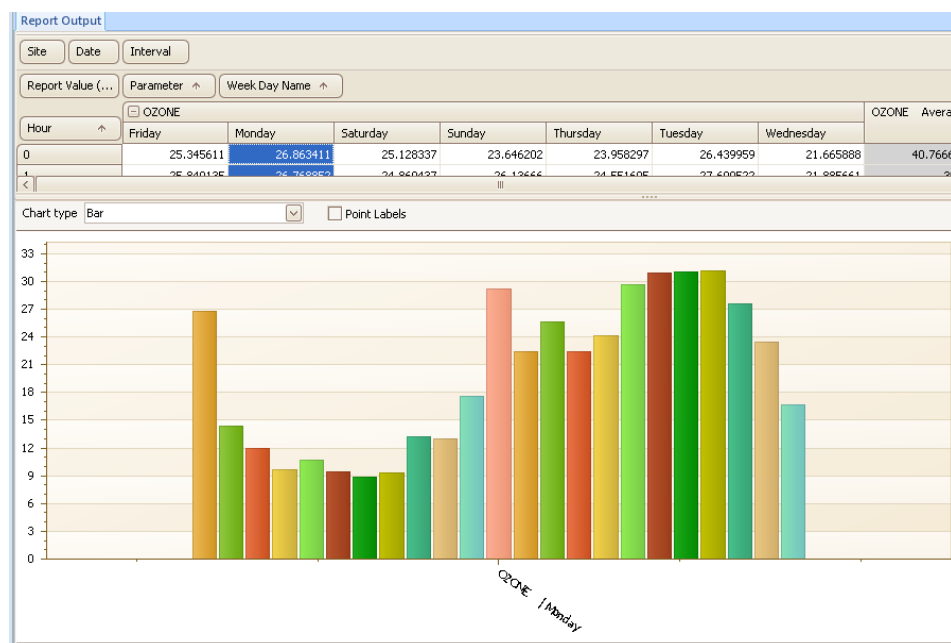 Report Output
Site Date Interval
Report Value (... Parameter Week Day Name
OZONE OZONE Avera
Hour Friday Monday Saturday Sunday Thursday Tuesday Wednesday
0 25.345611 26.863411 25.128337 23.646202 23.958297 26.439959 21.665888 40.7666
Chart type Bar Point Labels
33
30
27
24
21
18
15
12
9
6
3
0
OZONE | Monday